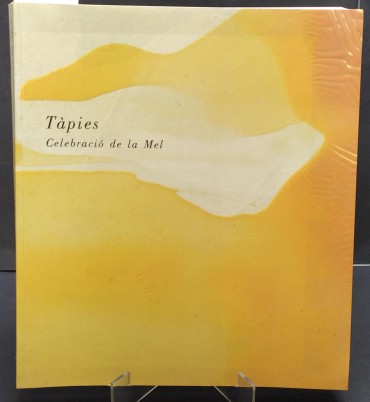 Tàpies
Celebració de la Mel